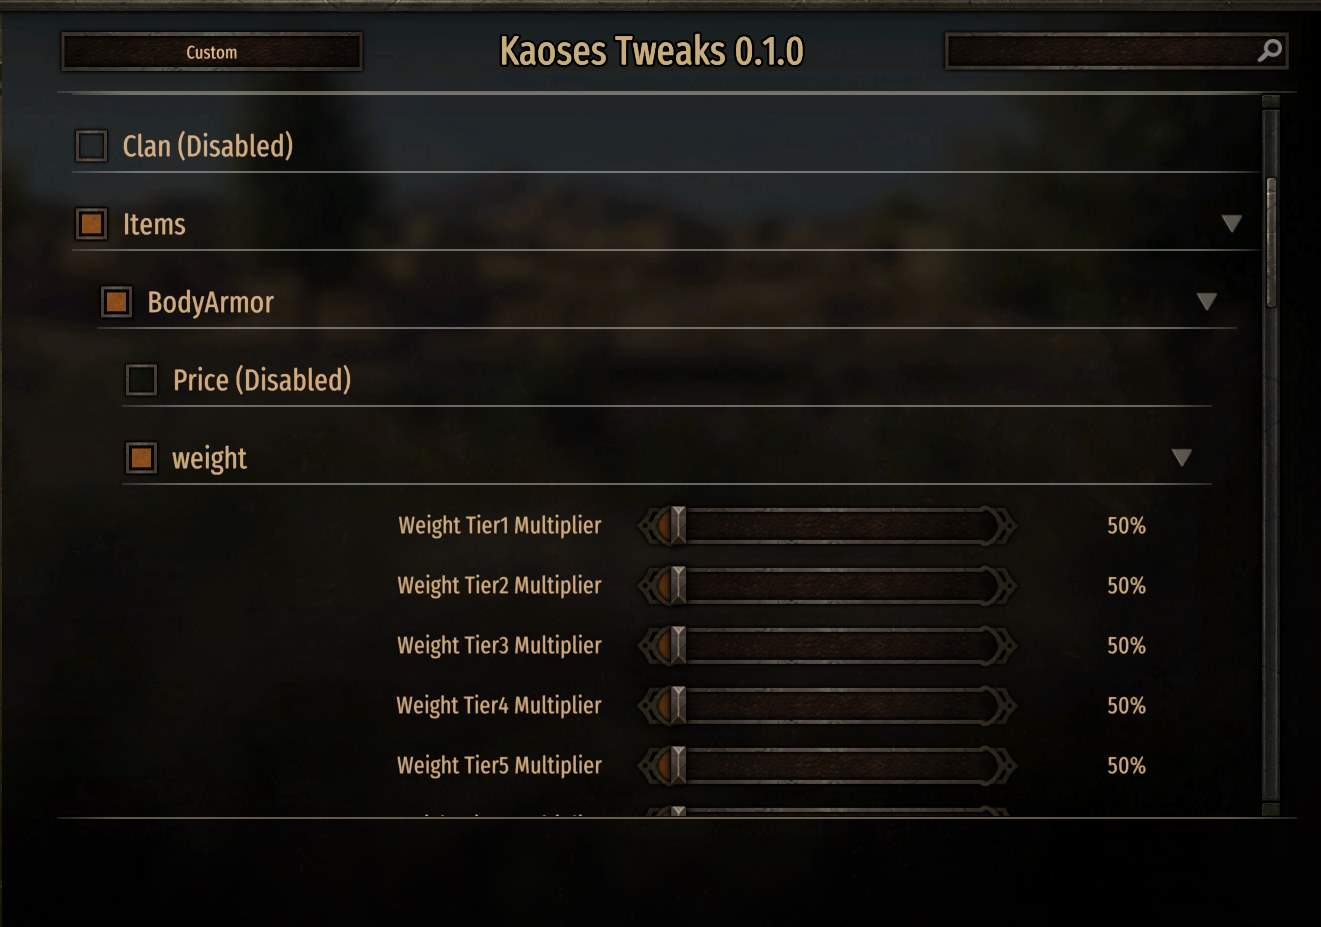 Custom
Kaoses Tweaks 0.1.0
Clan (Disabled)
Items
BodyArmor
Price (Disabled)
weight
Weight Tier1 Multiplier 50%
Weight Tier2 Multiplier 50%
Weight Tier3 Multiplier 50%
Weight Tier4 Multiplier 50%
Weight Tier5 Multiplier 50%